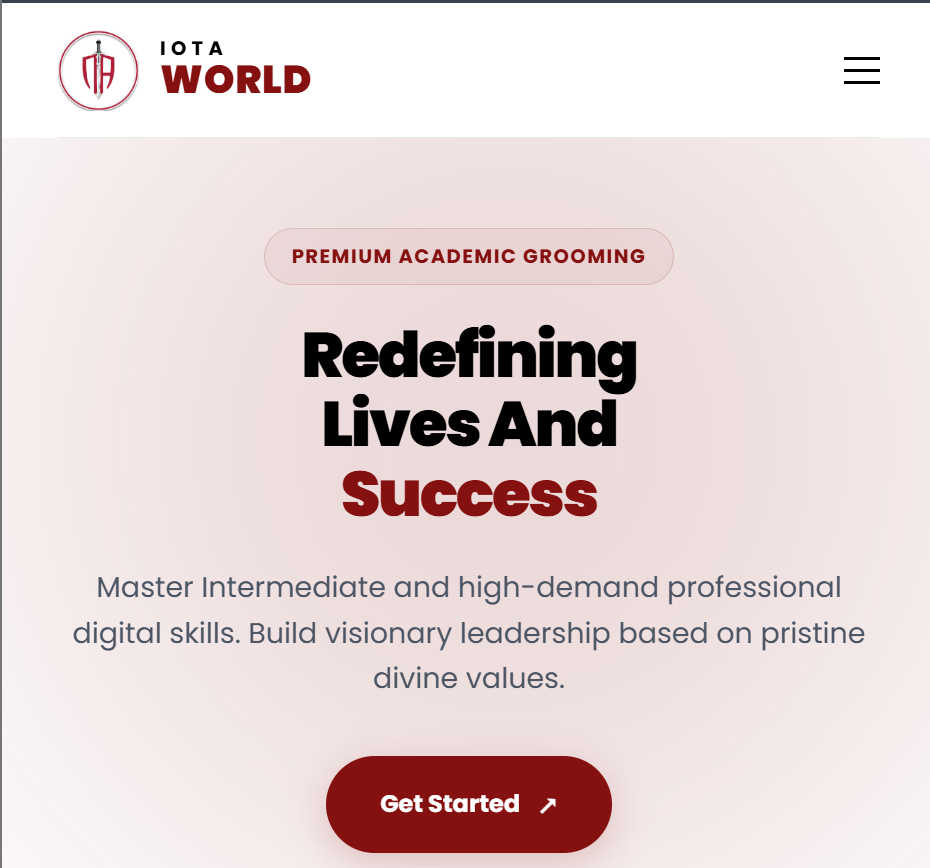 IOTA
WORLD
PREMIUM ACADEMIC GROOMING
Redefining
Lives And
Success
Master Intermediate and high-demand professional
digital skills. Build visionary leadership based on pristine
divine values.
Get Started ↗